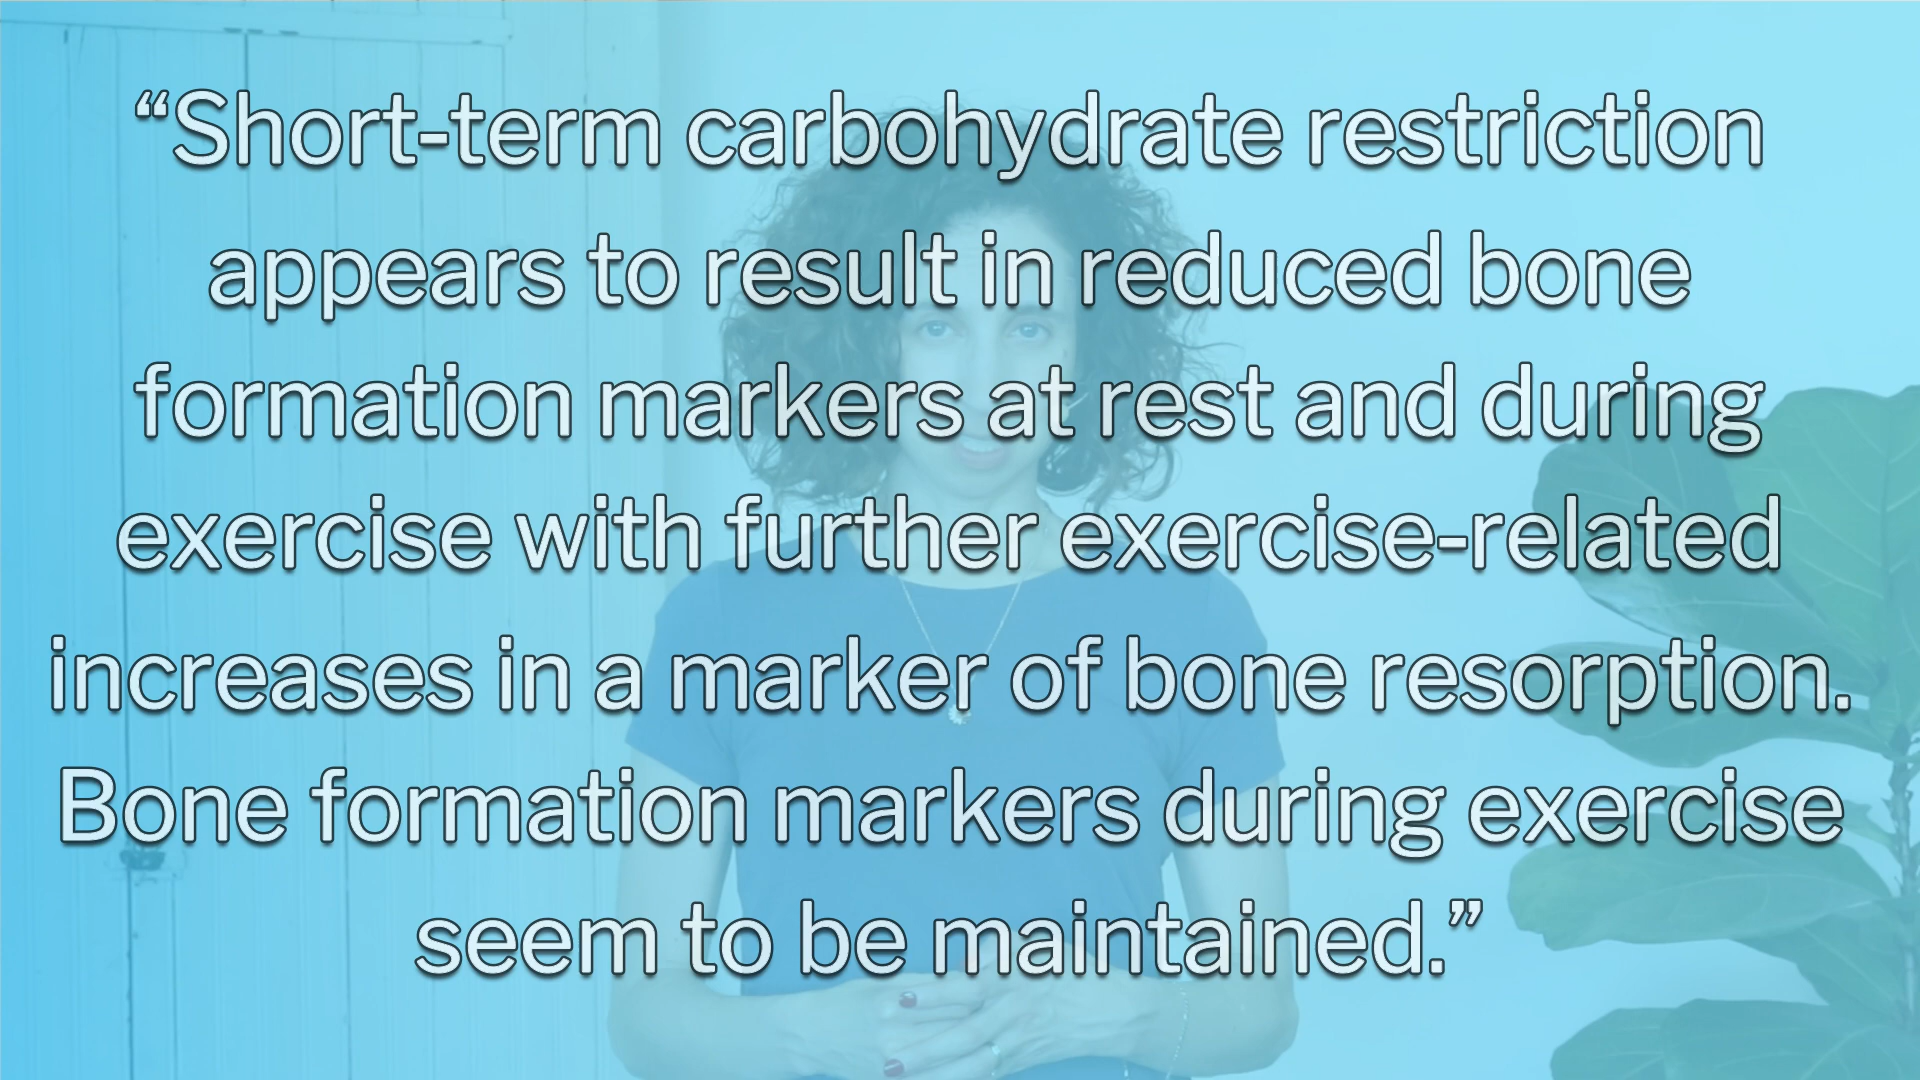 “Short-term carbohydrate restriction
appears to result in reduced bone
formation markers at rest and during
exercise with further exercise-related
increases in a marker of bone resorption.
Bone formation markers during exercise
seem to be maintained.”